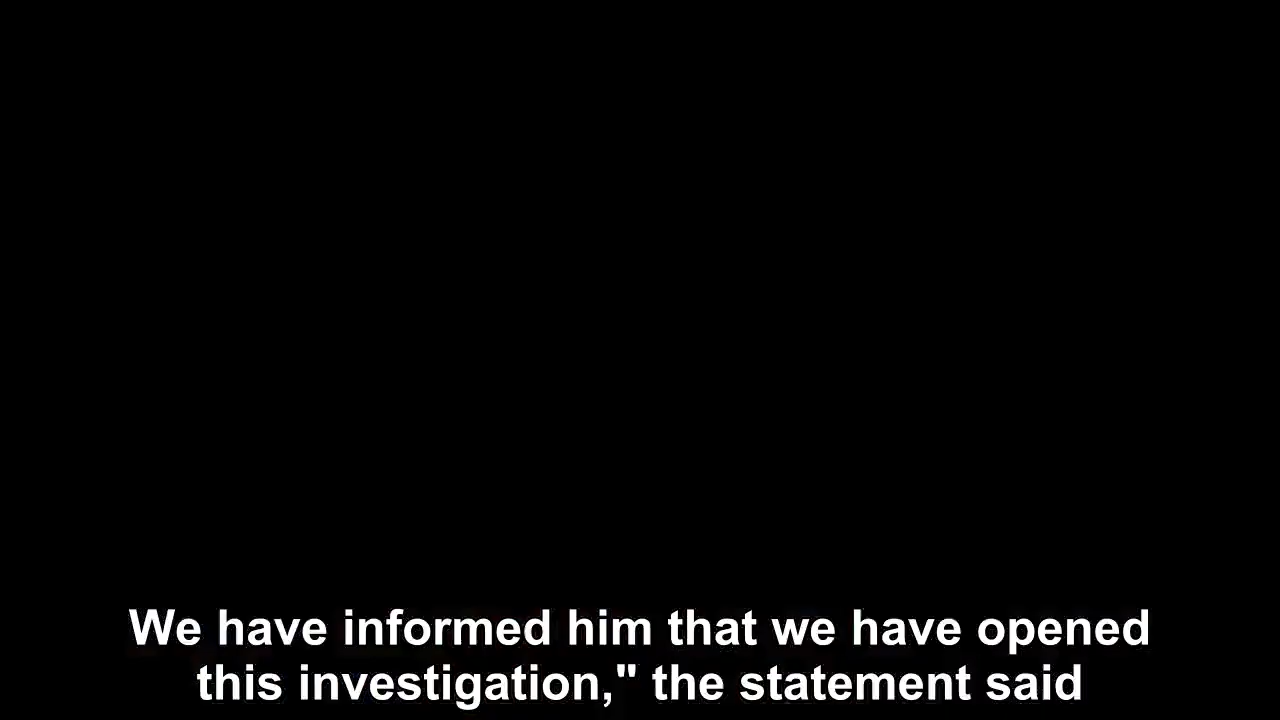 We have informed him that we have opened
this investigation," the statement said